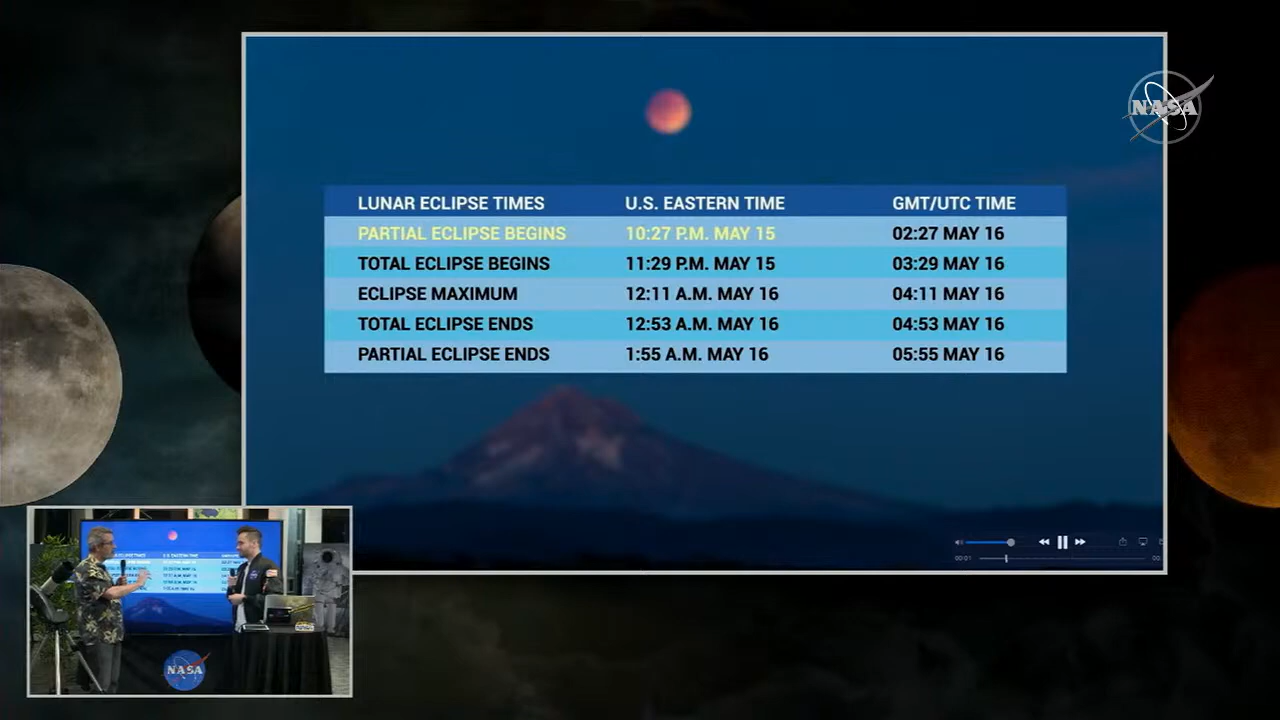 NASA
LUNAR ECLIPSE TIMES U.S. EASTERN TIME GMT/UTC TIME
PARTIAL ECLIPSE BEGINS 10:27 P.M. MAY 15 02:27 MAY 16
TOTAL ECLIPSE BEGINS 11:29 P.M. MAY 15 03:29 MAY 16
ECLIPSE MAXIMUM 12:11 A.M. MAY 16 04:11 MAY 16
TOTAL ECLIPSE ENDS 12:53 A.M. MAY 16 04:53 MAY 16
PARTIAL ECLIPSE ENDS 1:55 A.M. MAY 16 05:55 MAY 16
00:01
NASA